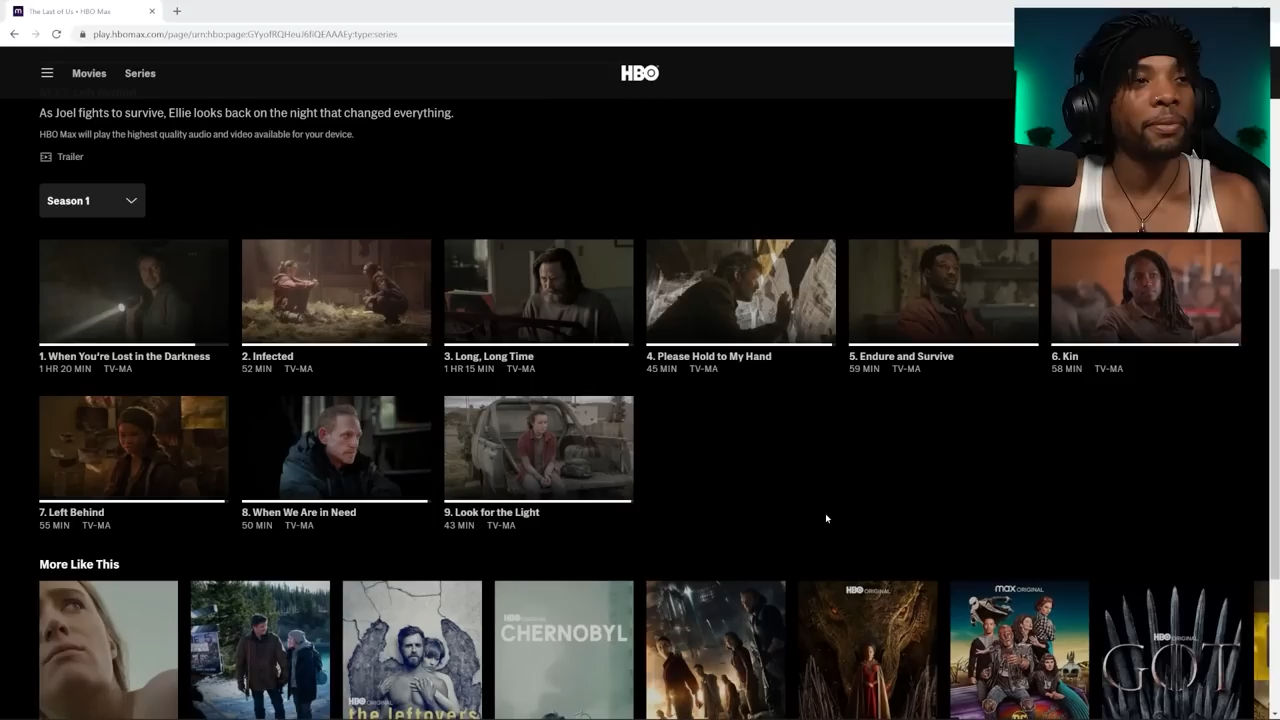 The Last of Us • HBO Max
play.hbomax.com/page/urn:hbo:page:GYyofRQHeuJ6fiQEAAAEy:type:series
Movies Series HBO
As Joel fights to survive, Ellie looks back on the night that changed everything.
HBO Max will play the highest quality audio and video available for your device.
Trailer
Season 1
1. When You're Lost in the Darkness
1 HR 20 MIN TV-MA
2. Infected
52 MIN TV-MA
3. Long, Long Time
1 HR 15 MIN TV-MA
4. Please Hold to My Hand
45 MIN TV-MA
5. Endure and Survive
59 MIN TV-MA
6. Kin
58 MIN TV-MA
7. Left Behind
55 MIN TV-MA
8. When We Are in Need
50 MIN TV-MA
9. Look for the Light
43 MIN TV-MA
More Like This
HBO ORIGINAL
the leftovers
HBO ORIGINAL
CHERNOBYL
HBO ORIGINAL
max ORIGINAL
HBO ORIGINAL
GOT